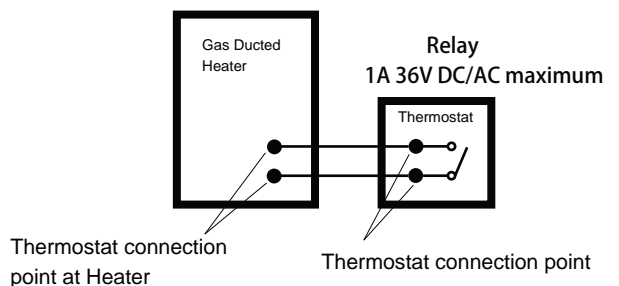 Gas Ducted
Heater
Relay
1A 36V DC/AC maximum
Thermostat
Thermostat connection
point at Heater
Thermostat connection point